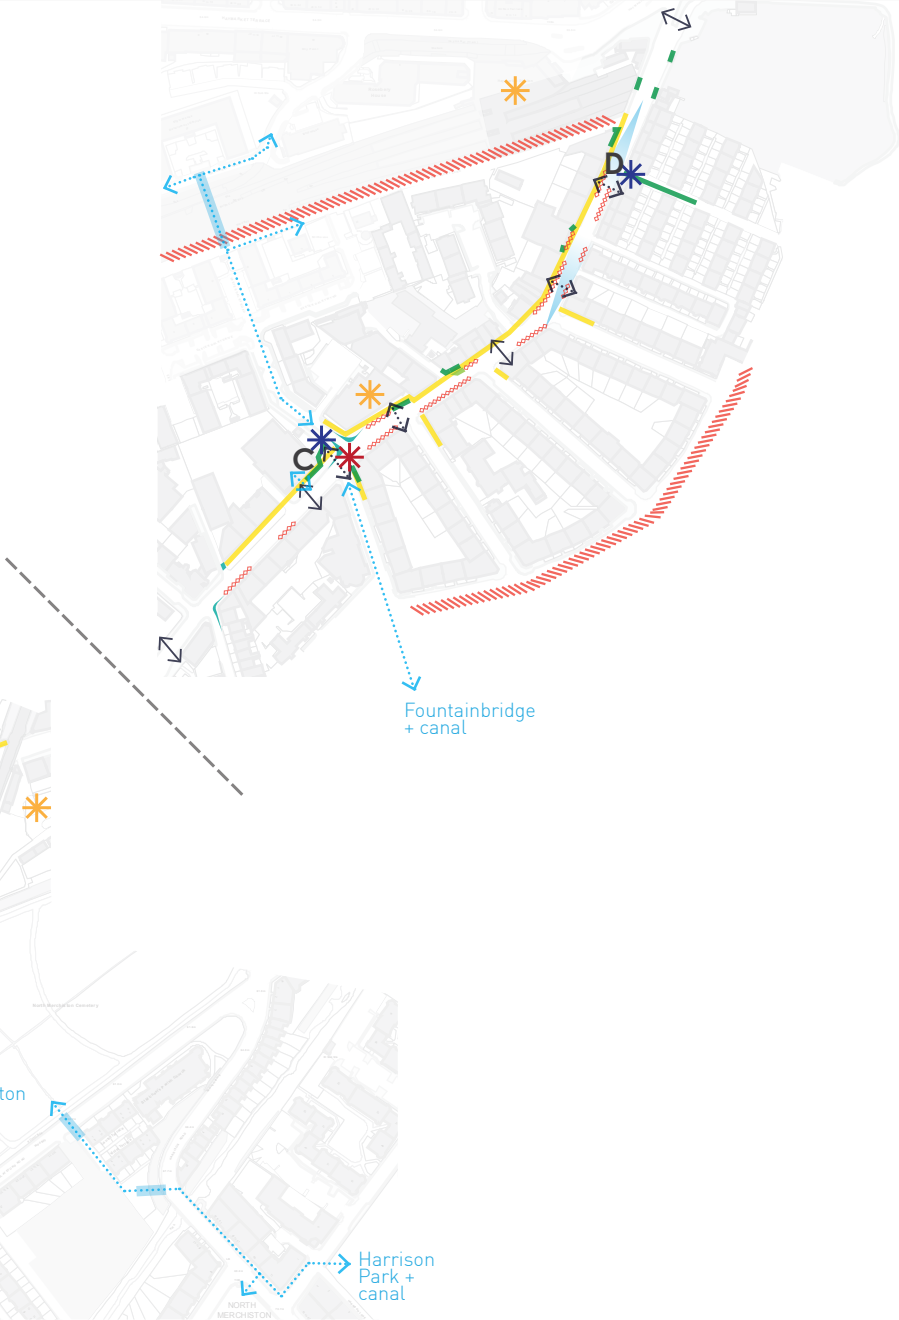 D
C
Fountainbridge
+ canal
ton
Harrison
Park +
canal
NORTH
MERCHISTON